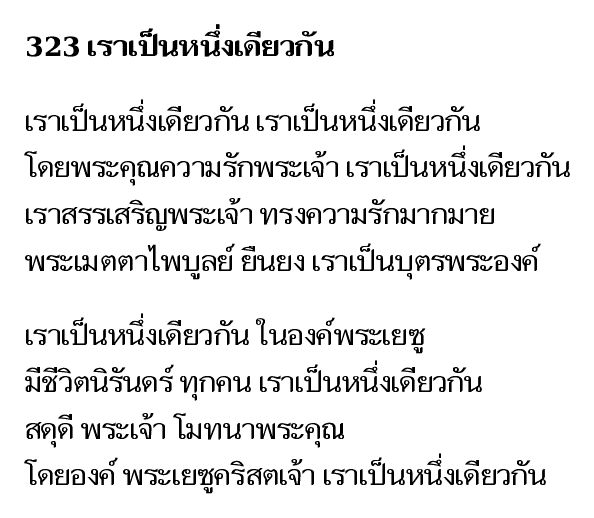 323 เราเป็นหนึ่งเดียวกัน
เราเป็นหนึ่งเดียวกัน เราเป็นหนึ่งเดียวกัน
โดยพระคุณความรักพระเจ้า เราเป็นหนึ่งเดียวกัน
เราสรรเสริญพระเจ้า ทรงความรักมากมาย
พระเมตตาไพบูลย์ ยืนยง เราเป็นบุตรพระองค์
เราเป็นหนึ่งเดียวกัน ในองค์พระเยซู
มีชีวิตนิรันดร์ ทุกคน เราเป็นหนึ่งเดียวกัน
สดุดี พระเจ้า โมทนาพระคุณ
โดยองค์ พระเยซูคริสตเจ้า เราเป็นหนึ่งเดียวกัน